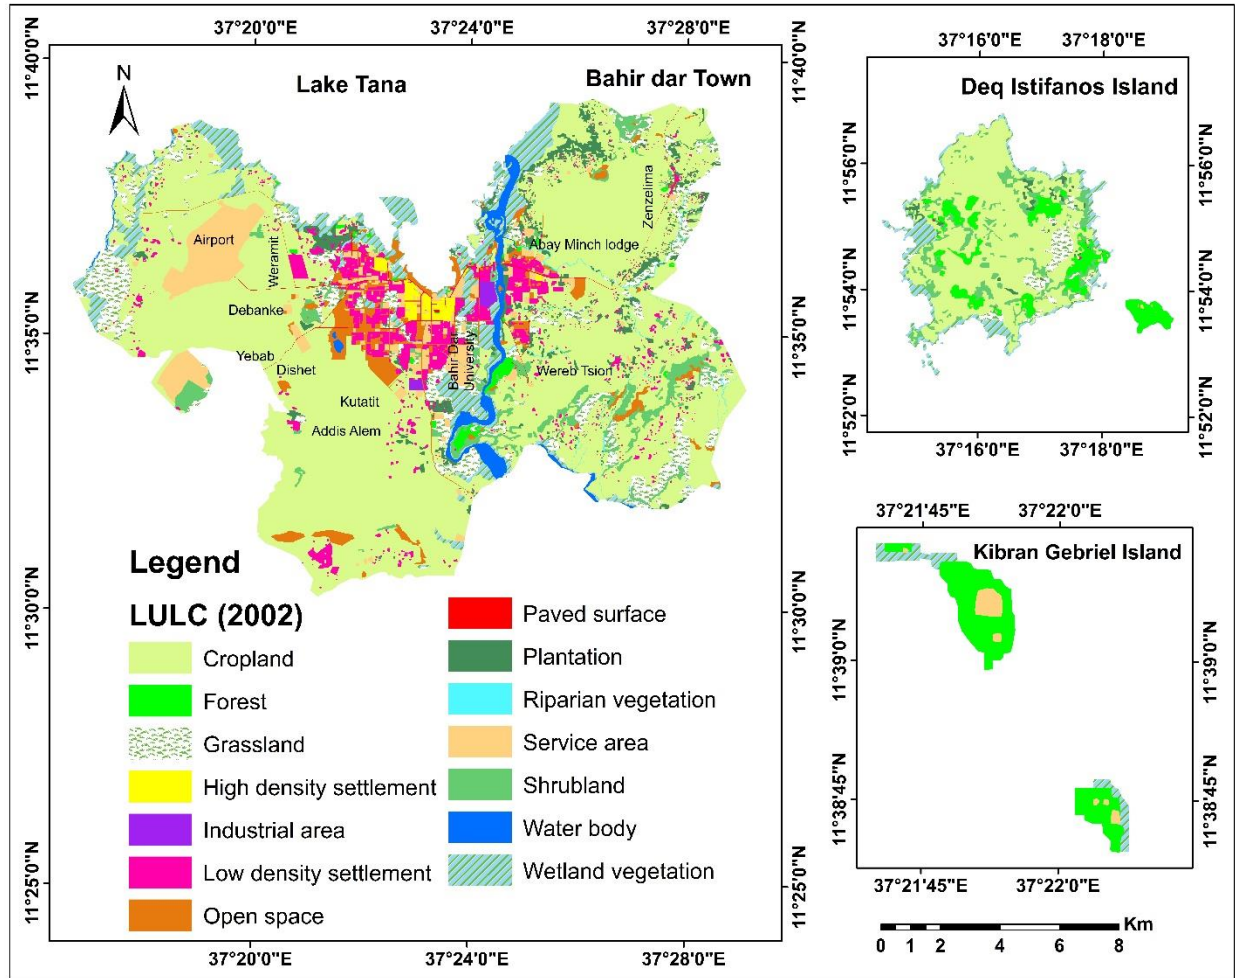 37°20'0"E
37°24'0"E
37°28'0"E
11°40'0"N
11°40'0"N
N
Lake Tana
Bahir dar Town
Airport
Weramit
Zenzelima
Abay Minch lodge
Debanke
11°35'0"N
11°35'0"N
Yebab
Dishet
Bahir Dar
University
Wereb Tsion
Kutatit
Addis Alem
Legend
LULC (2002)
Cropland
Forest
Grassland
High density settlement
Industrial area
Low density settlement
Open space
Paved surface
Plantation
Riparian vegetation
Service area
Shrubland
Water body
Wetland vegetation
11°30'0"N
11°30'0"N
11°25'0"N
11°25'0"N
37°20'0"E
37°24'0"E
37°28'0"E
37°16'0"E
37°18'0"E
Deq Istifanos Island
11°56'0"N
11°56'0"N
11°54'0"N
11°54'0"N
11°52'0"N
11°52'0"N
37°16'0"E
37°18'0"E
37°21'45"E
37°22'0"E
Kibran Gebriel Island
11°39'0"N
11°39'0"N
11°38'45"N
11°38'45"N
37°21'45"E
37°22'0"E
Km
0 1 2 4 6 8